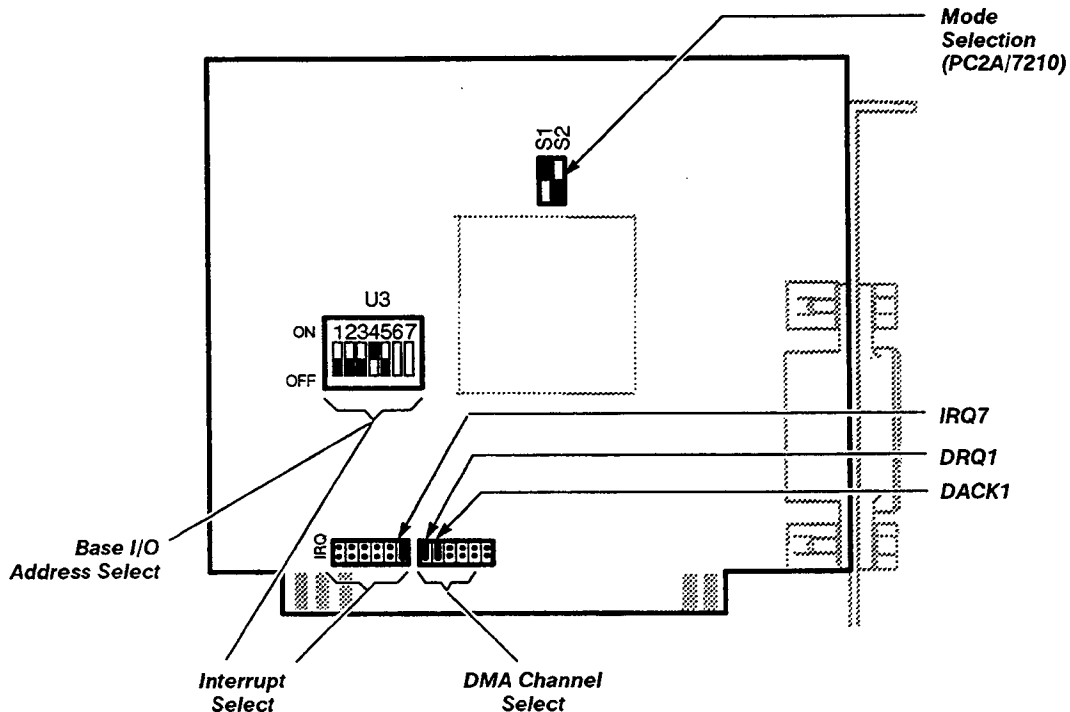 Mode
Selection
(PC2A/7210)
S1
S2
U3
ON
1234567
OFF
IRQ7
DRQ1
DACK1
IRQ
Base I/O
Address Select
Interrupt
Select
DMA Channel
Select